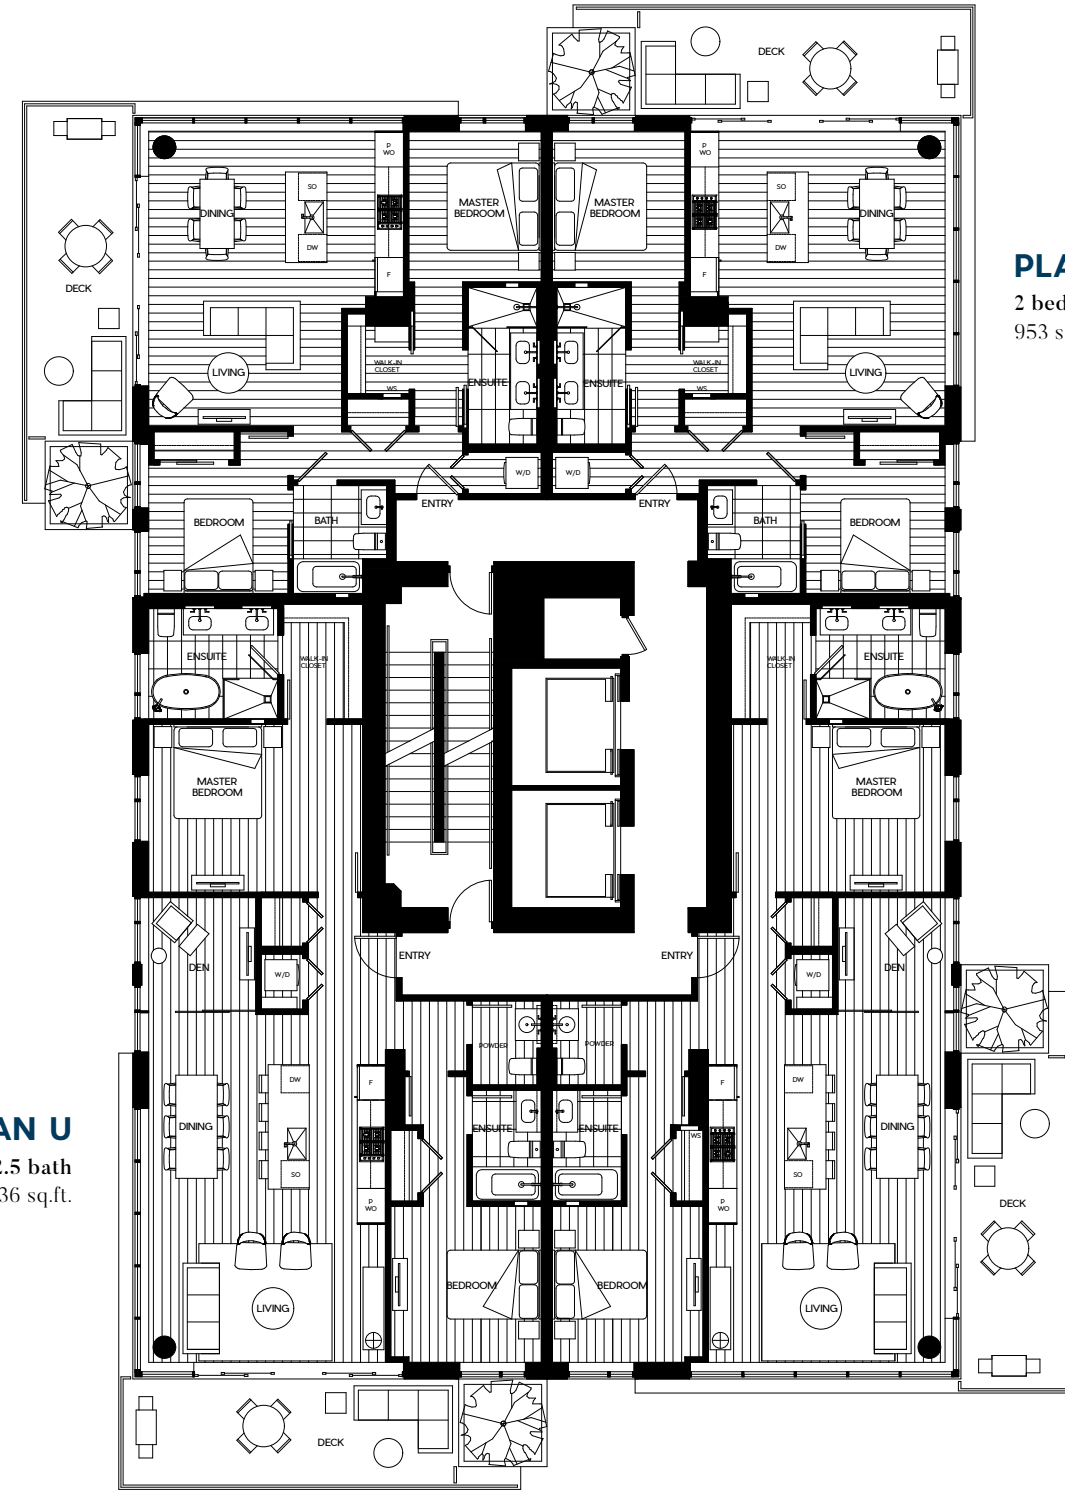 DECK
P
WO
P
WO
SO
MASTER
BEDROOM
MASTER
BEDROOM
SO
DINING
DINING
DW
DW
F
F
DECK
PLA
2 bed
953 s
WALK-IN
CLOSET
WALK-IN
CLOSET
LIVING
LIVING
ENSUITE
ENSUITE
WS
WS
W/D
W/D
ENTRY
ENTRY
BEDROOM
BATH
BATH
BEDROOM
ENSUITE
WALK-IN
CLOSET
WALK-IN
CLOSET
ENSUITE
MASTER
BEDROOM
MASTER
BEDROOM
ENTRY
ENTRY
DEN
W/D
W/D
DEN
POWDER
POWDER
DW
F
F
DW
AN U
2.5 bath
36 sq.ft.
DINING
ENSUITE
ENSUITE
WS
DINING
SO
SO
P
WO
P
WO
DECK
BEDROOM
BEDROOM
LIVING
LIVING
DECK